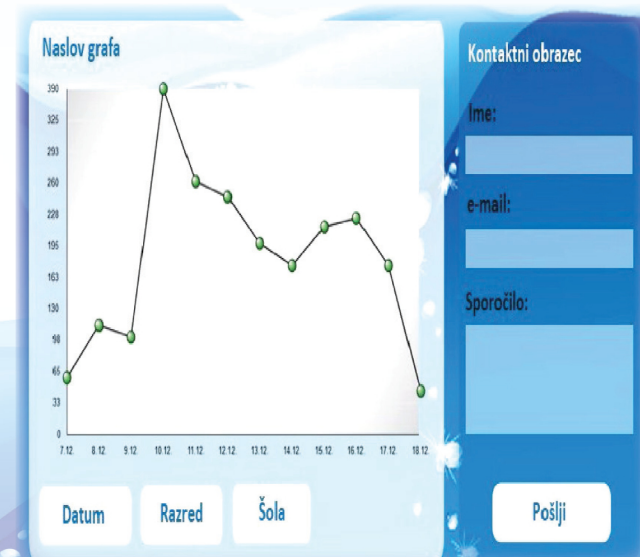 Naslov grafa
390
325
293
260
228
195
163
130
98
65
33
0
7.12. 8.12. 9.12. 10.12. 11.12. 12.12. 13.12. 14.12. 15.12. 16.12. 17.12. 18.12.
Datum Razred Šola
Kontaktni obrazec
Ime:
e-mail:
Sporočilo:
Pošlji